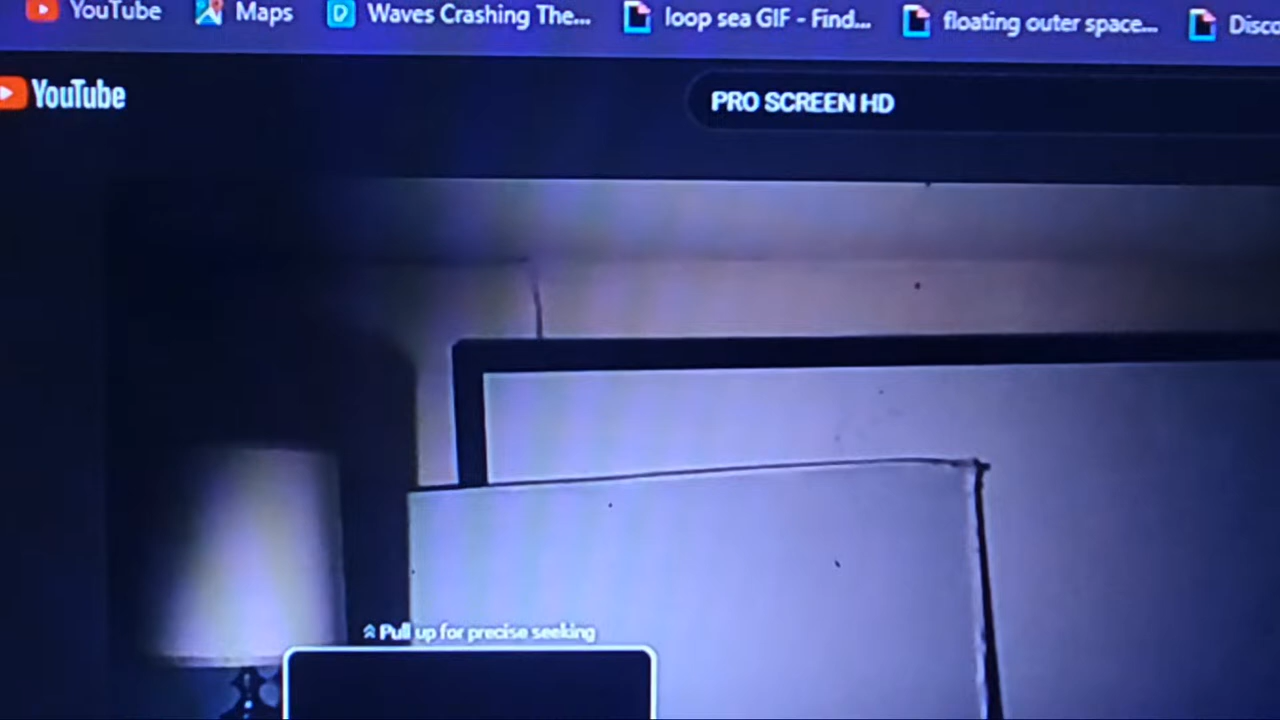 YouTube Maps Waves Crashing The... loop sea GIF - Find... floating outer space... Disco
YouTube PRO SCREEN HD
Pull up for precise seeking